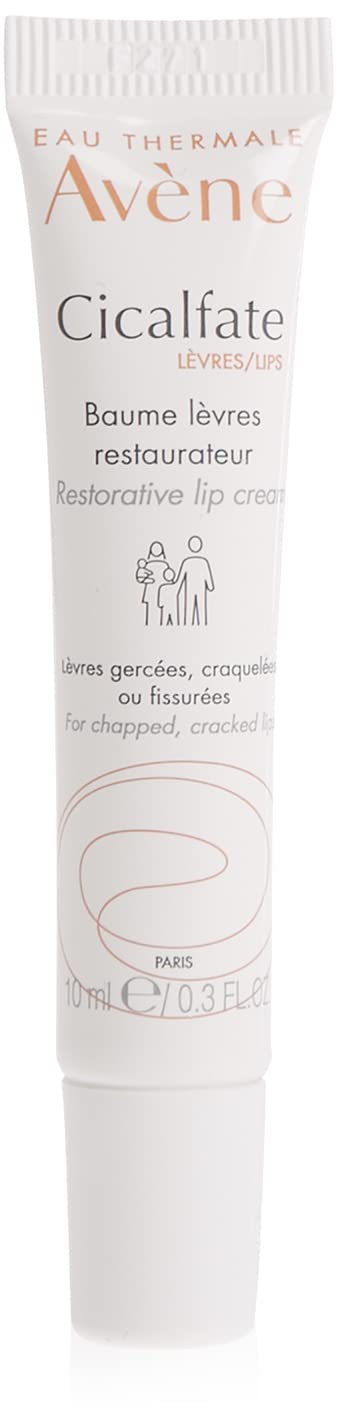 EAU THERMALE
Avène
Cicalfate
LÈVRES/LIPS
Baume lèvres
restaurateur
Restorative lip cream
Lèvres gercées, craquelées
ou fissurées
For chapped, cracked lips
PARIS
10 ml e/ 0.3 FL.OZ.